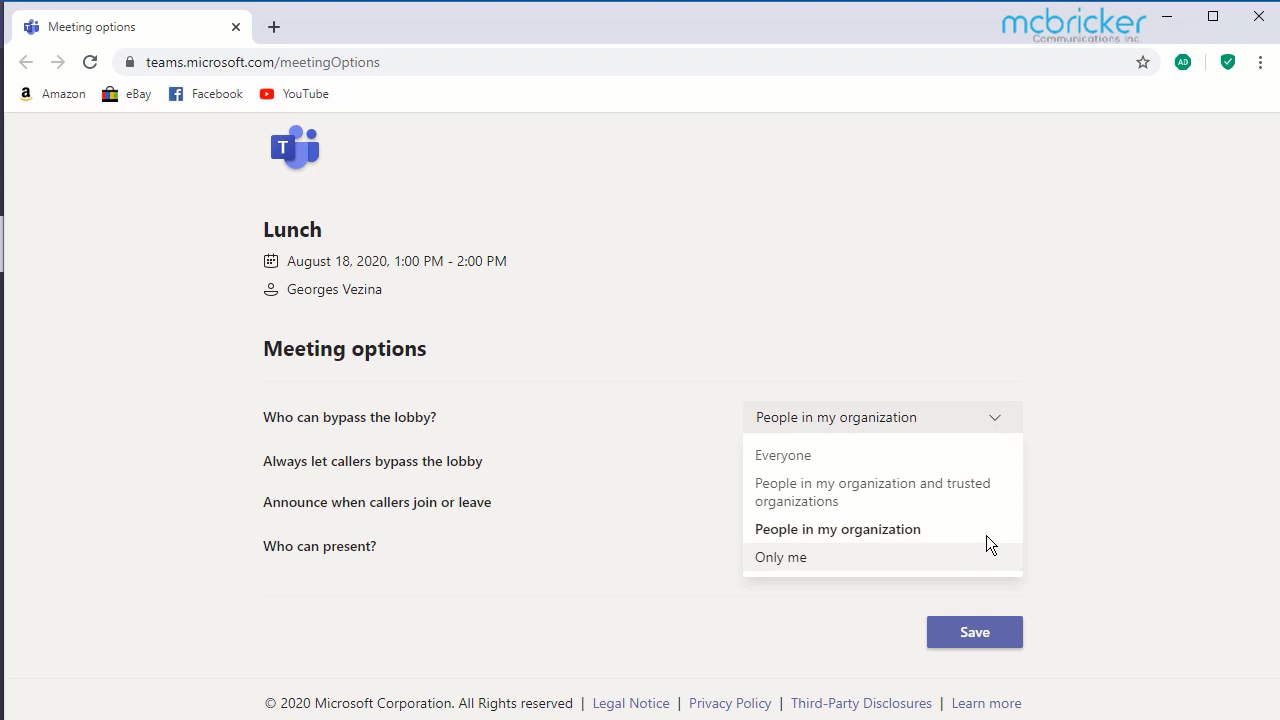 Meeting options
mcbricker
Communications Inc.
teams.microsoft.com/meetingOptions
AD
a Amazon eBay Facebook YouTube
T
Lunch
August 18, 2020, 1:00 PM - 2:00 PM
Georges Vezina
Meeting options
Who can bypass the lobby? People in my organization
Always let callers bypass the lobby
Announce when callers join or leave
Who can present?
Everyone
People in my organization and trusted
organizations
People in my organization
Only me
Save
© 2020 Microsoft Corporation. All Rights reserved | Legal Notice | Privacy Policy | Third-Party Disclosures | Learn more